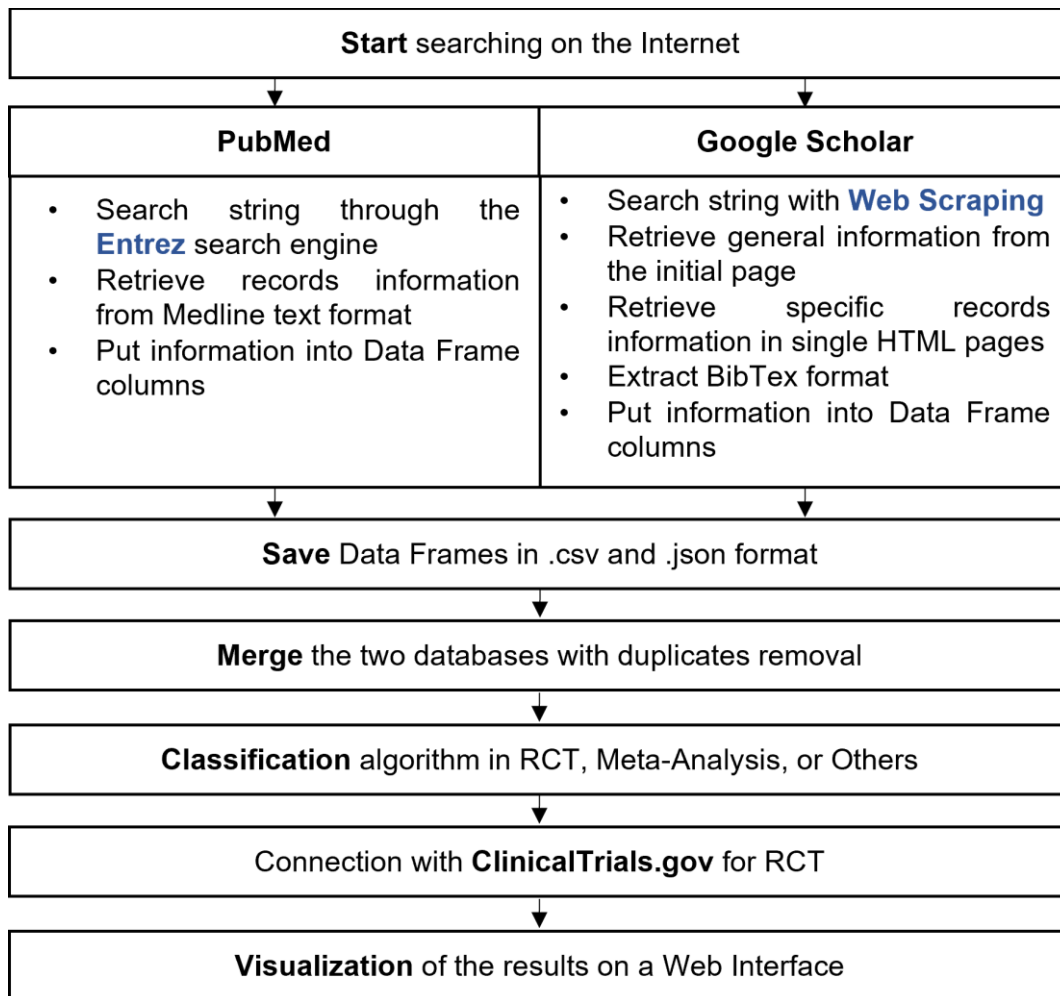 Start searching on the Internet
PubMed
• Search string through the
Entrez search engine
• Retrieve records information
from Medline text format
• Put information into Data Frame
columns
Google Scholar
• Search string with Web Scraping
• Retrieve general information from
the initial page
• Retrieve specific records
information in single HTML pages
• Extract BibTex format
• Put information into Data Frame
columns
Save Data Frames in .csv and .json format
Merge the two databases with duplicates removal
Classification algorithm in RCT, Meta-Analysis, or Others
Connection with ClinicalTrials.gov for RCT
Visualization of the results on a Web Interface